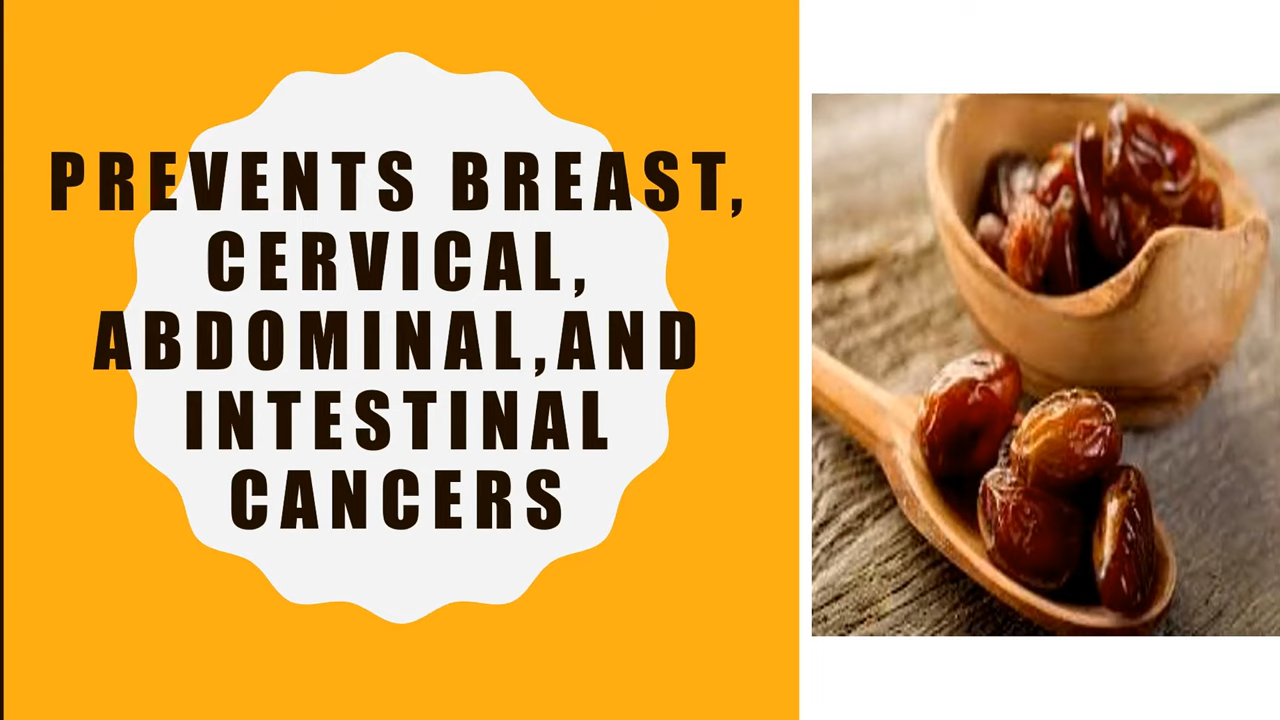 PREVENTS BREAST,
CERVICAL,
ABDOMINAL,AND
INTESTINAL
CANCERS